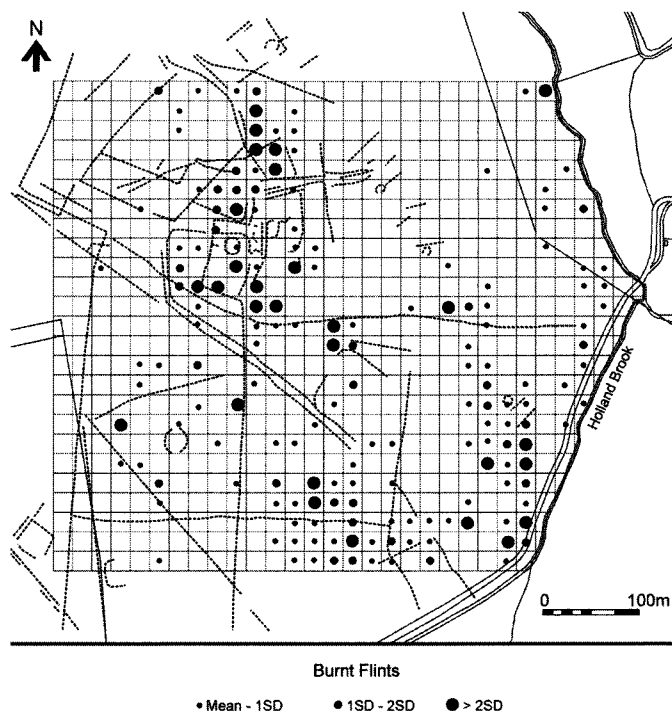 N
Holland Brook
0 100m
Burnt Flints
Mean - 1SD 1SD - 2SD > 2SD